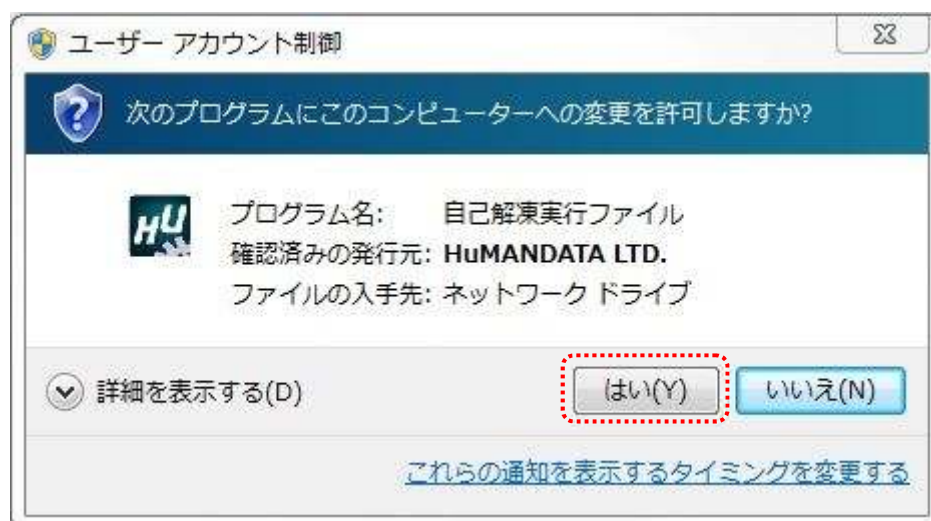 ユーザー アカウント制御
次のプログラムにこのコンピューターへの変更を許可しますか?
HU
プログラム名: 自己解凍実行ファイル
確認済みの発行元: HuMANDATA LTD.
ファイルの入手先: ネットワーク ドライブ
詳細を表示する(D) はい(Y) いいえ(N)
これらの通知を表示するタイミングを変更する